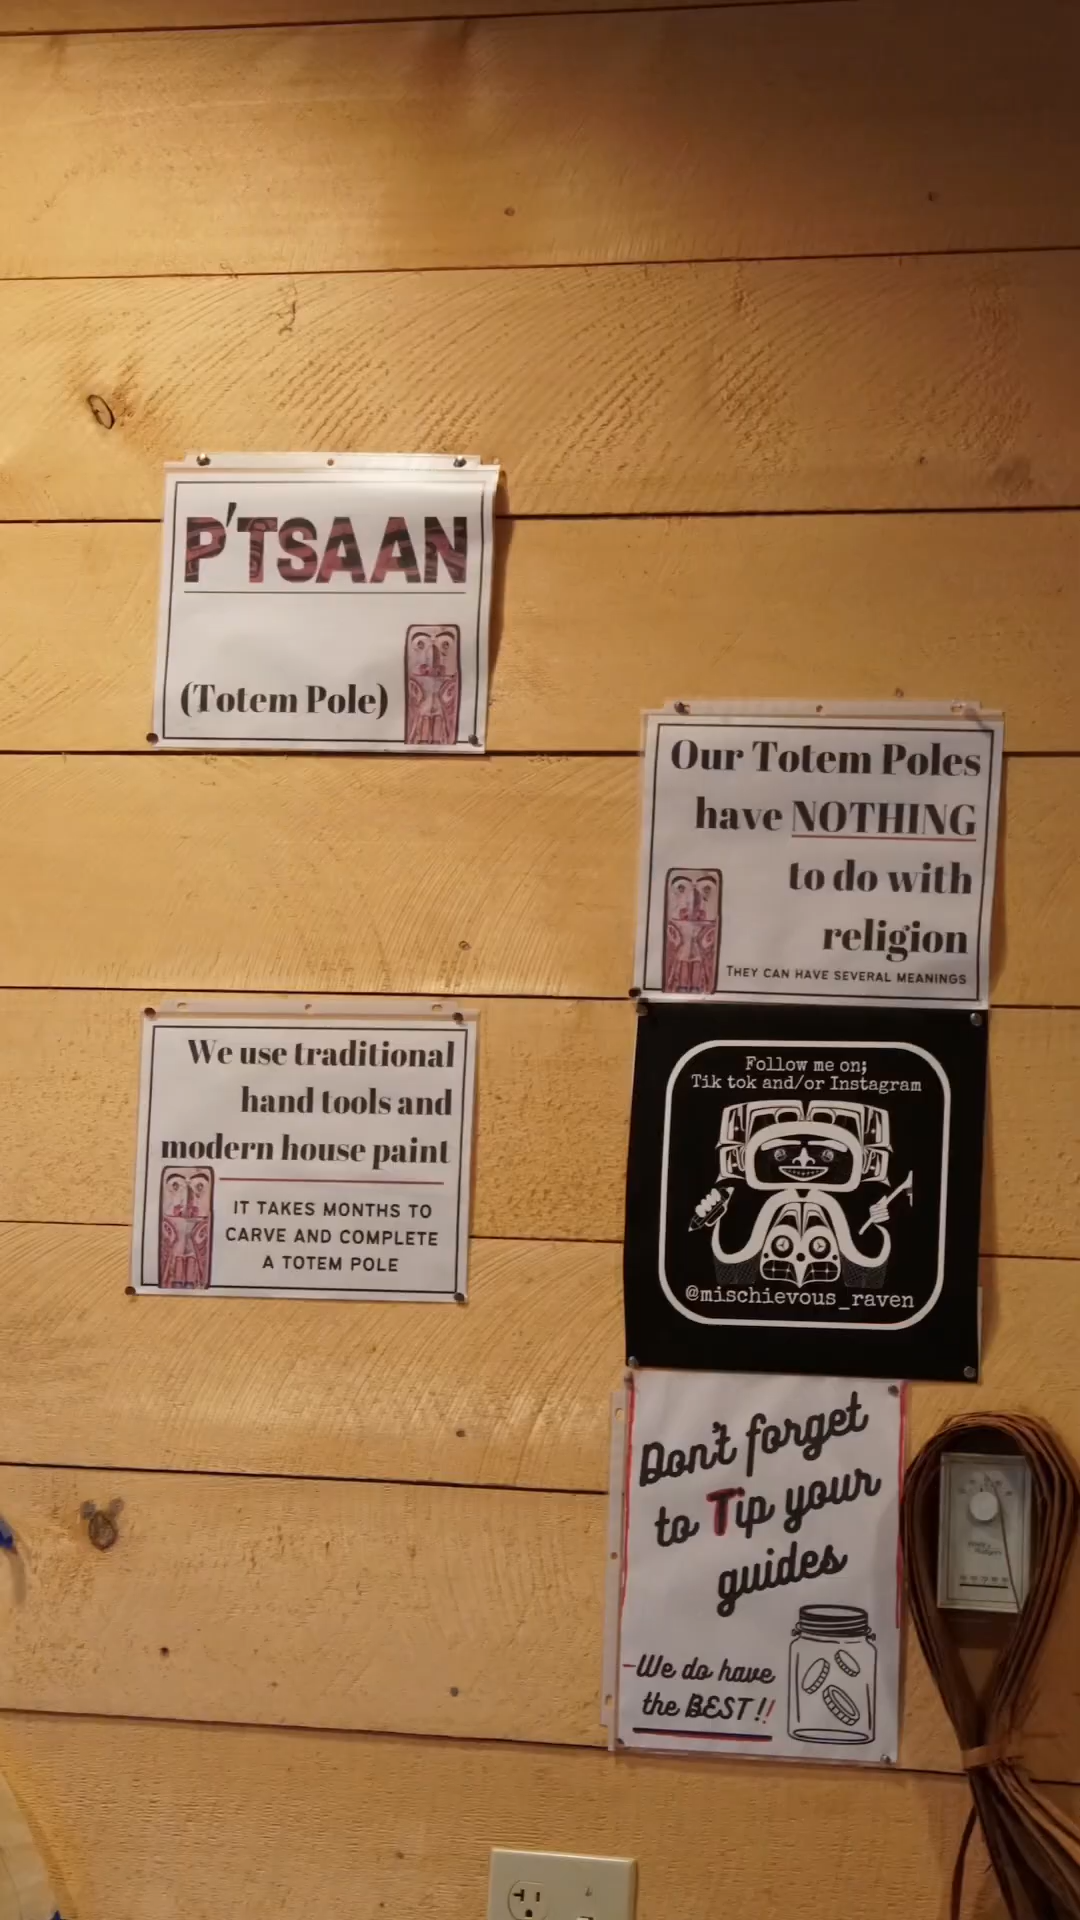 P'TSAAN
(Totem Pole)
Our Totem Poles
have NOTHING
to do with
religion
THEY CAN HAVE SEVERAL MEANINGS
We use traditional
hand tools and
modern house paint
IT TAKES MONTHS TO
CARVE AND COMPLETE
A TOTEM POLE
Follow me on;
Tik tok and/or Instagram
@mischievous_raven
Don't forget
to Tip your
guides
-We do have
the BEST!!